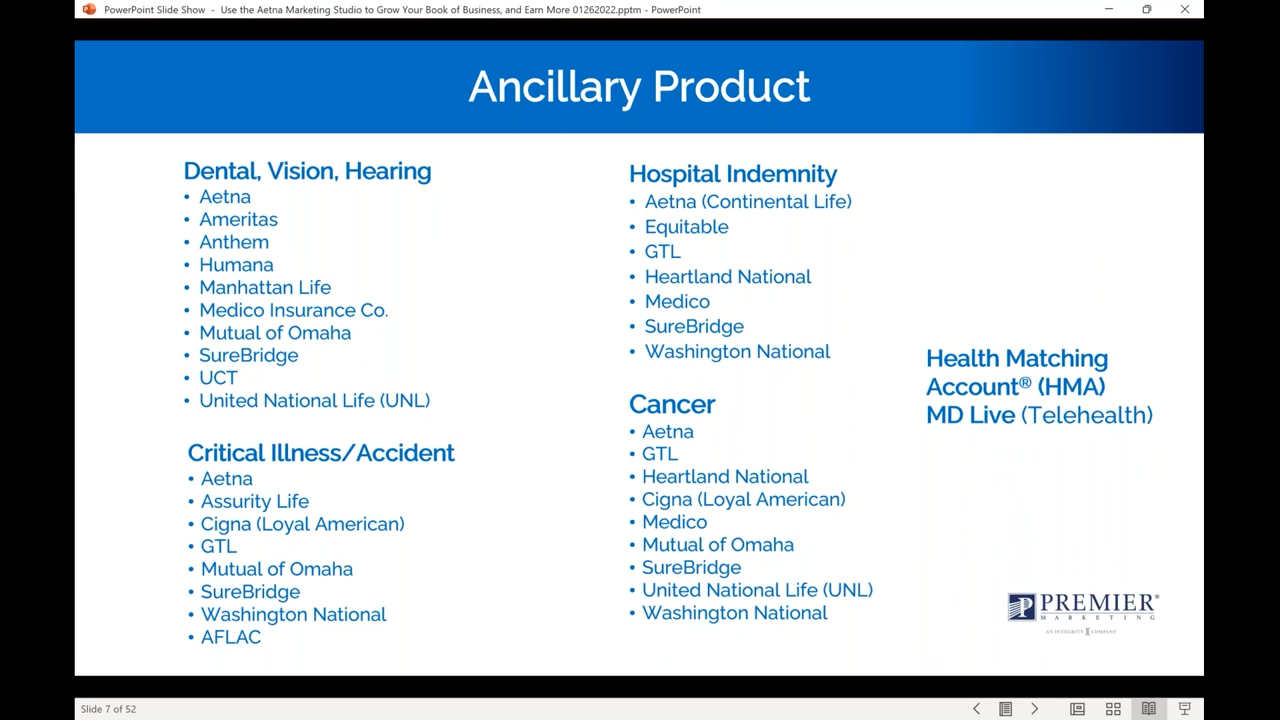 PowerPoint Slide Show - Use the Aetna Marketing Studio to Grow Your Book of Business, and Earn More 01262022.pptm - PowerPoint
Ancillary Product
Dental, Vision, Hearing
• Aetna
• Ameritas
• Anthem
• Humana
• Manhattan Life
• Medico Insurance Co.
• Mutual of Omaha
• SureBridge
• UCT
• United National Life (UNL)
Critical Illness/Accident
• Aetna
• Assurity Life
• Cigna (Loyal American)
• GTL
• Mutual of Omaha
• SureBridge
• Washington National
• AFLAC
Hospital Indemnity
• Aetna (Continental Life)
• Equitable
• GTL
• Heartland National
• Medico
• SureBridge
• Washington National
Cancer
• Aetna
• GTL
• Heartland National
• Cigna (Loyal American)
• Medico
• Mutual of Omaha
• SureBridge
• United National Life (UNL)
• Washington National
Health Matching
Account® (HMA)
MD Live (Telehealth)
PREMIER®
MARKETING
AN INTEGRITY COMPANY
Slide 7 of 52